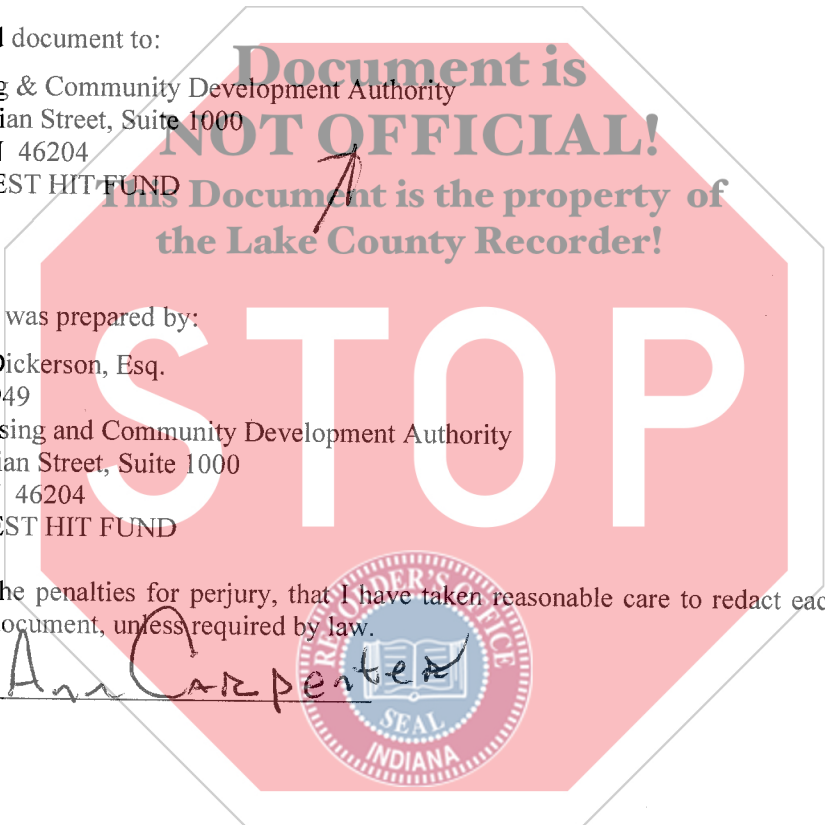 document to:
Document is
& Community Development Authority
ian Street, Suite 1000
NOT OFFICIAL!
46204
EST HIT FUND
This Document is the property of
the Lake County Recorder!
was prepared by:
Dickerson, Esq.
949
STOP
sing and Community Development Authority
ian Street, Suite 1000
46204
EST HIT FUND
he penalties for perjury, that I have taken reasonable care to redact eac
ocument, unless required by law.
Ann Carpenter
RECORDER'S OFFICE
SEAL
INDIANA